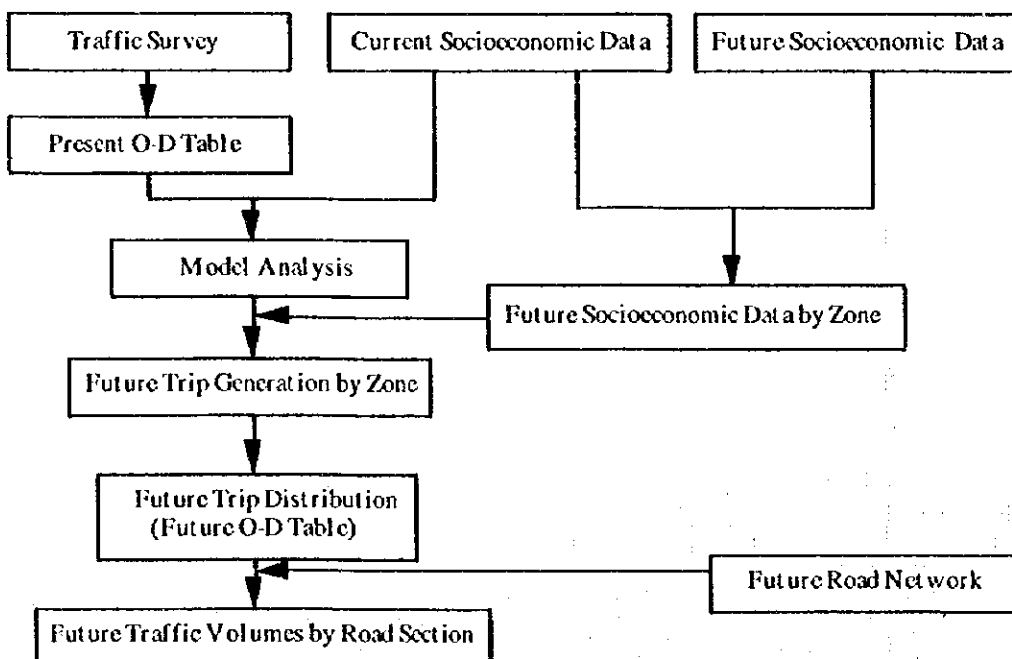 Traffic Survey
Current Socioeconomic Data
Future Socioeconomic Data
Present O-D Table
Model Analysis
Future Socioeconomic Data by Zone
Future Trip Generation by Zone
Future Trip Distribution
(Future O-D Table)
Future Road Network
Future Traffic Volumes by Road Section